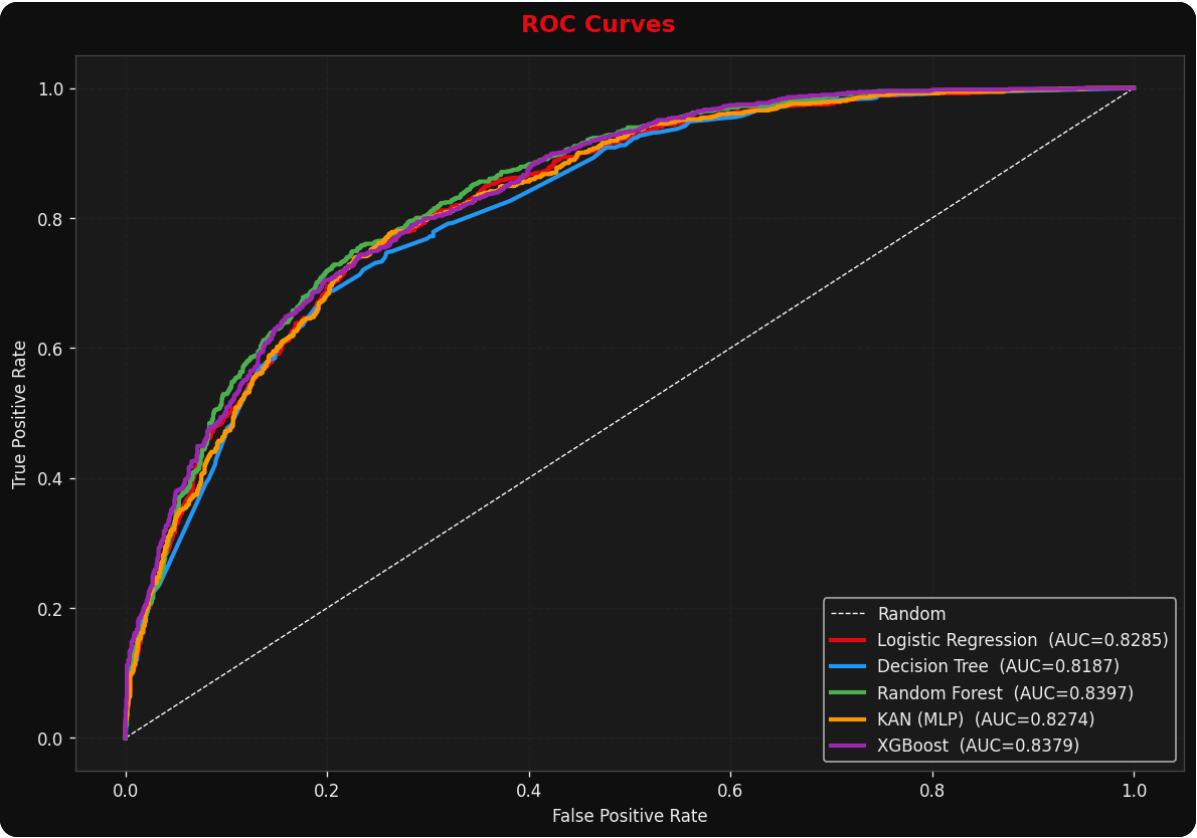 ROC Curves
1.0
0.8
0.6
0.4
0.2
0.0
True Positive Rate
0.0 0.2 0.4 0.6 0.8 1.0
False Positive Rate
Random
Logistic Regression (AUC=0.8285)
Decision Tree (AUC=0.8187)
Random Forest (AUC=0.8397)
KAN (MLP) (AUC=0.8274)
XGBoost (AUC=0.8379)